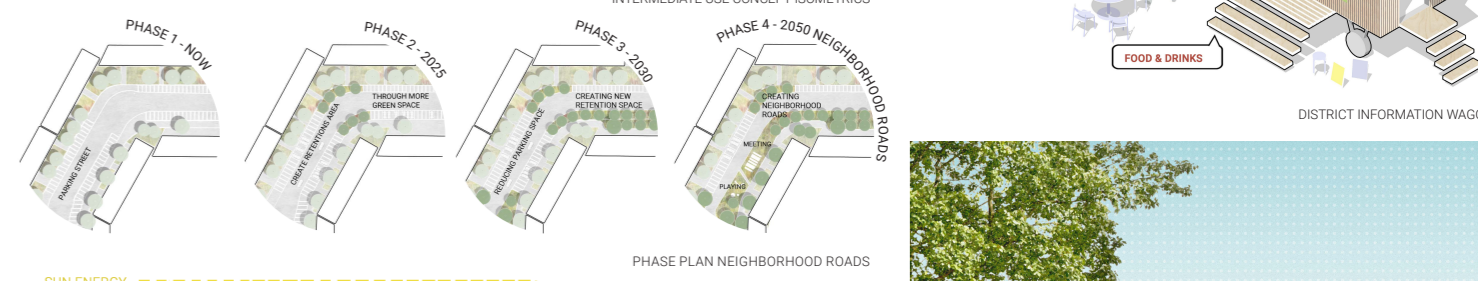 INTERMEDIATE USE CONCEPT ISOMETRICS
PHASE 1 - NOW
PARKING STREET
PHASE 2 - 2025
THROUGH MORE
GREEN SPACE
CREATE RETENTIONS AREA
PHASE 3 - 2030
CREATING NEW
RETENTION SPACE
REDUCING PARKING SPACE
PHASE 4 - 2050 NEIGHBORHOOD ROADS
CREATING
NEIGHBORHOOD
ROADS
MELTING
PLAYING
PHASE PLAN NEIGHBORHOOD ROADS
SUN ENERGY
FOOD & DRINKS
DISTRICT INFORMATION WAGO